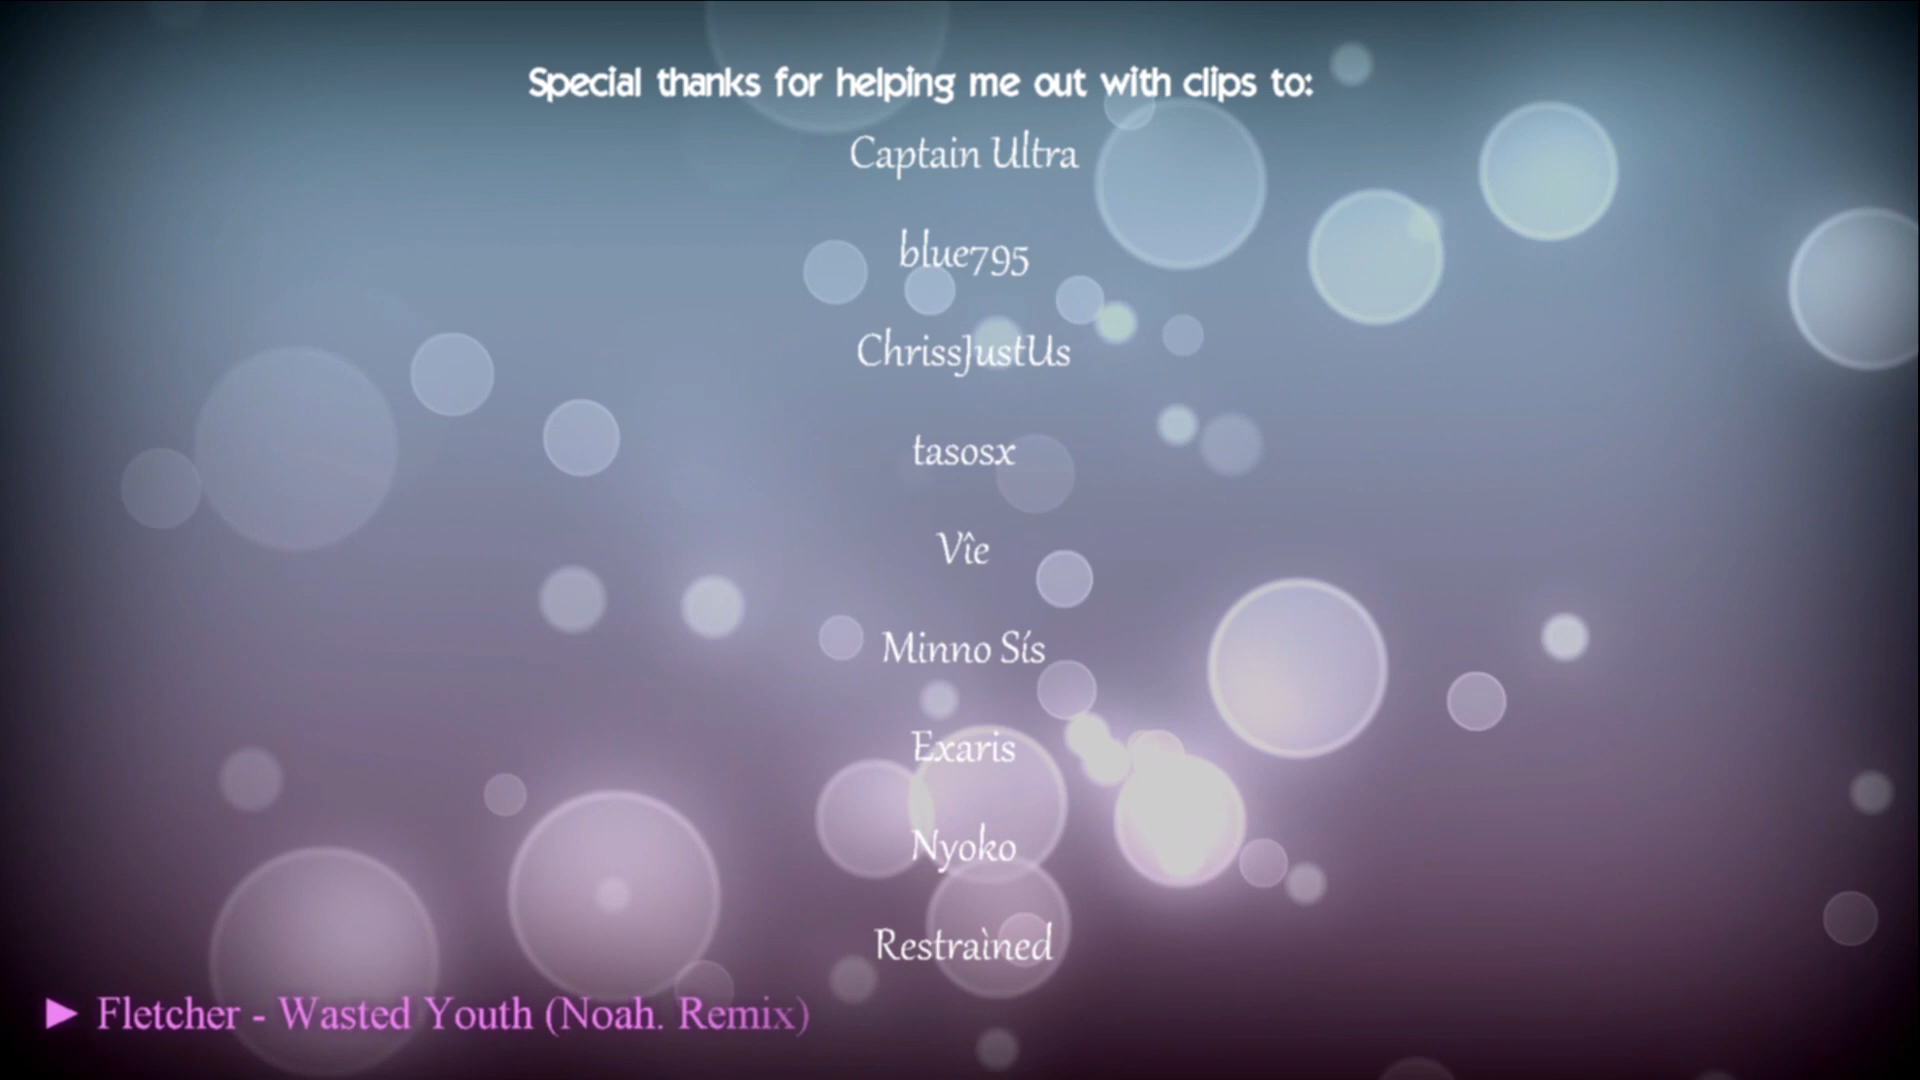 Special thanks for helping me out with clips to:
Captain Ultra
blue795
ChrissJustUs
tasosx
Vîe
Minno Sís
Exaris
Nyoko
Restraìned
► Fletcher - Wasted Youth (Noah. Remix)